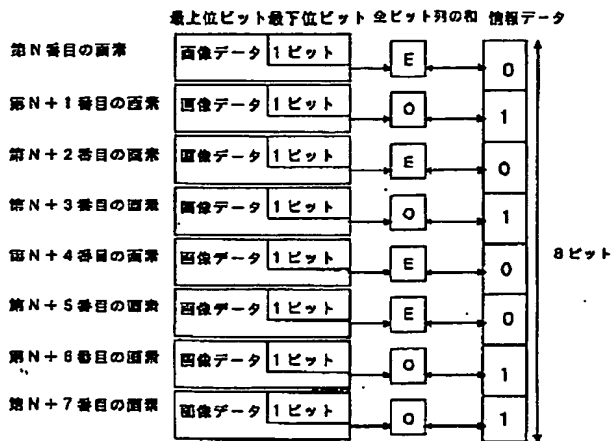 最上位ビット 最下位ビット 全ビット列の和 情報データ
第N番目の画素 画像データ 1ビット E 0
第N+1番目の画素 画像データ 1ビット O 1
第N+2番目の画素 画像データ 1ビット E 0
第N+3番目の画素 画像データ 1ビット O 1
第N+4番目の画素 画像データ 1ビット E 0
8ビット
第N+5番目の画素 画像データ 1ビット E 0
第N+6番目の画素 画像データ 1ビット O 1
第N+7番目の画素 画像データ 1ビット O 1